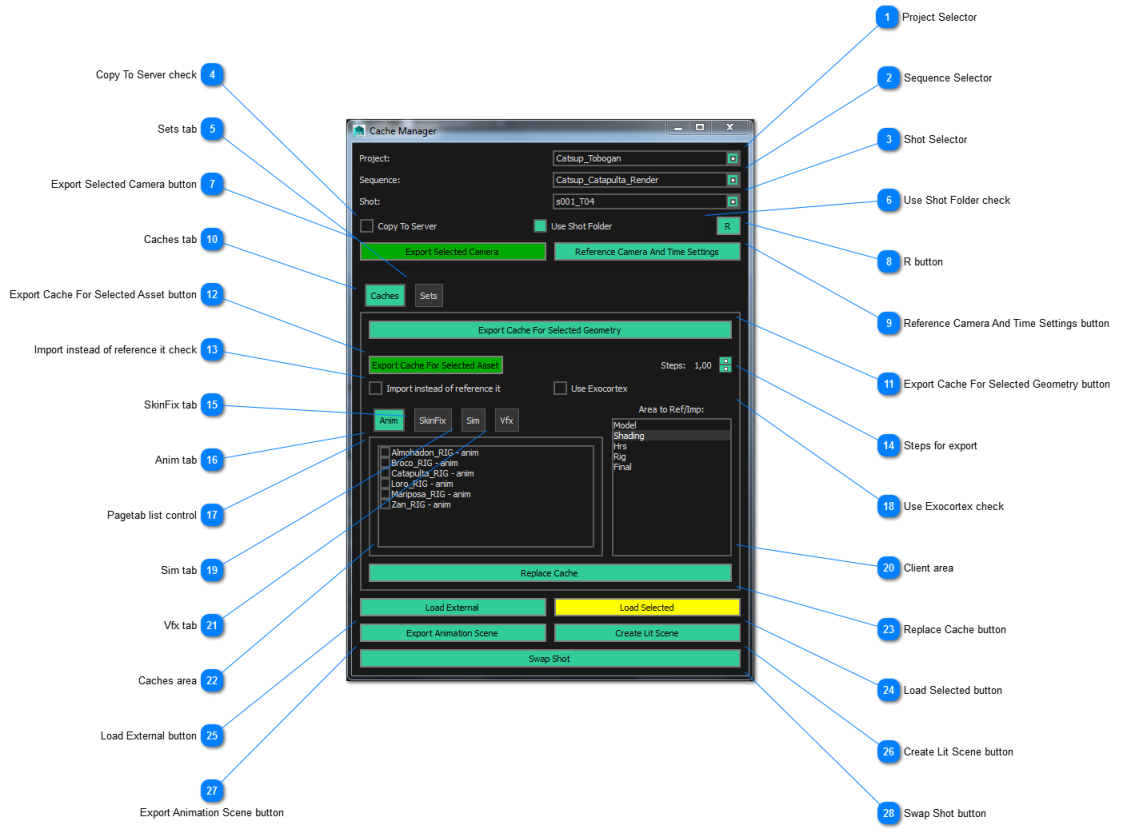 1 Project Selector
Copy To Server check 4
2 Sequence Selector
Sets tab 5
3 Shot Selector
Export Selected Camera button 7
6 Use Shot Folder check
Caches tab 10
8 R button
Export Cache For Selected Asset button 12
9 Reference Camera And Time Settings button
Import instead of reference it check 13
11 Export Cache For Selected Geometry button
SkinFix tab 15
14 Steps for export
Anim tab 16
Pagetab list control 17
18 Use Exocortex check
Sim tab 19
20 Client area
Vfx tab 21
23 Replace Cache button
Caches area 22
24 Load Selected button
Load External button 25
26 Create Lit Scene button
27
Export Animation Scene button
28 Swap Shot button
Cache Manager
Project: Catsup_Tobogan
Sequence: Catsup_Catapulta_Render
Shot: s001_T04
Copy To Server Use Shot Folder R
Export Selected Camera Reference Camera And Time Settings
Caches Sets
Export Cache For Selected Geometry
Export Cache For Selected Asset Steps: 1,00
Import instead of reference it Use Exocortex
Area to Ref/Imp:
Anim SkinFix Sim Vfx
Model
Shading
Hrs
Rig
Final
Almohadon_RIG - anim
Broco_RIG - anim
Catapulta_RIG - anim
Loro_RIG - anim
Mariposa_RIG - anim
Zan_RIG - anim
Replace Cache
Load External Load Selected
Export Animation Scene Create Lit Scene
Swap Shot